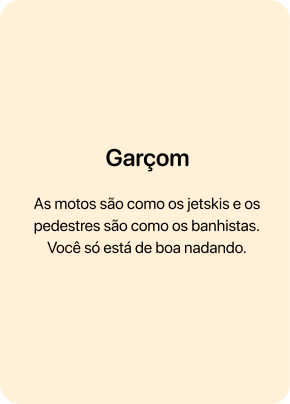 Garçom
As motos são como os jetskis e os
pedestres são como os banhistas.
Você só está de boa nadando.